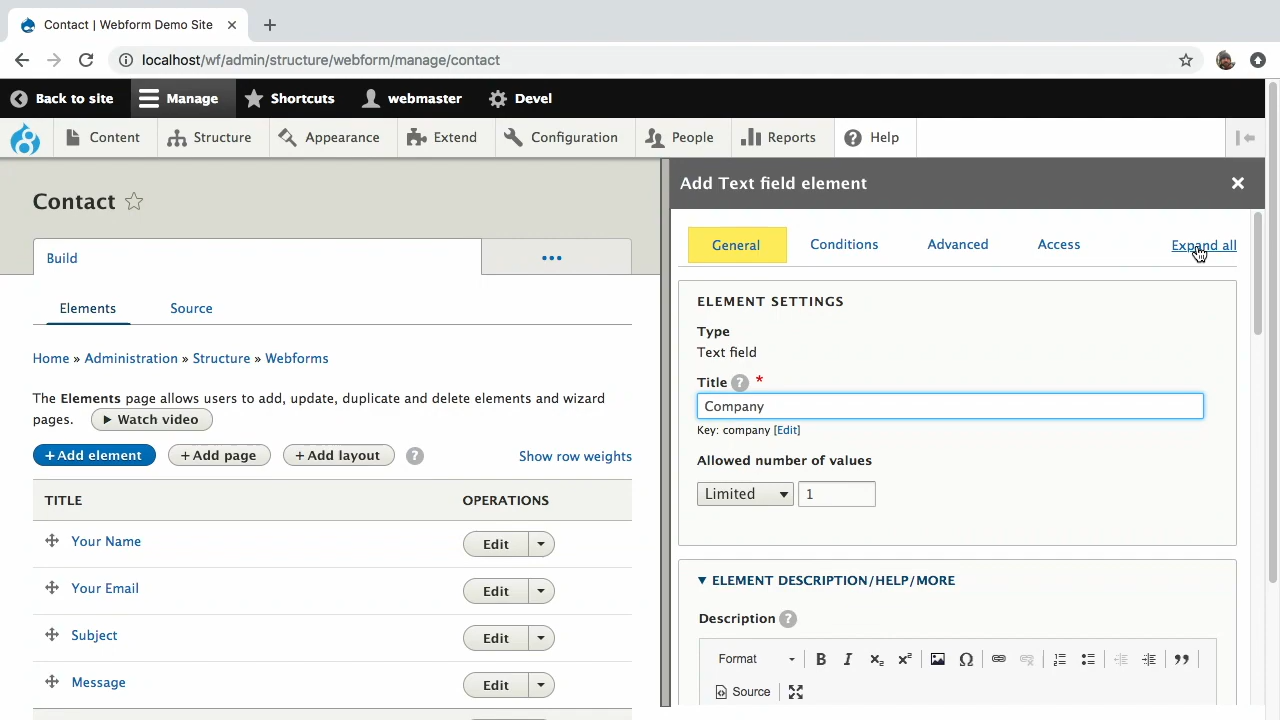 Contact | Webform Demo Site
localhost/wf/admin/structure/webform/manage/contact
Back to site Manage Shortcuts webmaster Devel
Content Structure Appearance Extend Configuration People Reports Help
Contact
Build
Elements Source
Home » Administration » Structure » Webforms
The Elements page allows users to add, update, duplicate and delete elements and wizard
pages. Watch video
+Add element +Add page +Add layout ? Show row weights
TITLE OPERATIONS
Your Name Edit
Your Email Edit
Subject Edit
Message Edit
Add Text field element
General Conditions Advanced Access Expand all
ELEMENT SETTINGS
Type
Text field
Title ? *
Company
Key: company [Edit]
Allowed number of values
Limited 1
ELEMENT DESCRIPTION/HELP/MORE
Description ?
Format B I x₂ x² Ω
Source